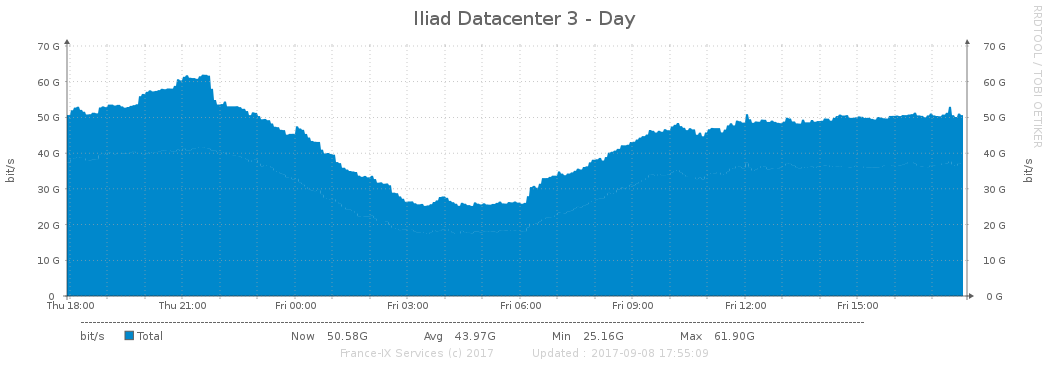 Iliad Datacenter 3 - Day
RRDTOOL / TOBI OETIKER
70 G 70 G
60 G 60 G
50 G 50 G
40 G 40 G
30 G 30 G
20 G 20 G
10 G 10 G
0 0 G
bit/s bit/s
Thu 18:00 Thu 21:00 Fri 00:00 Fri 03:00 Fri 06:00 Fri 09:00 Fri 12:00 Fri 15:00
bit/s Total Now 50.58G Avg 43.97G Min 25.16G Max 61.90G
France-IX Services (c) 2017 Updated : 2017-09-08 17:55:09